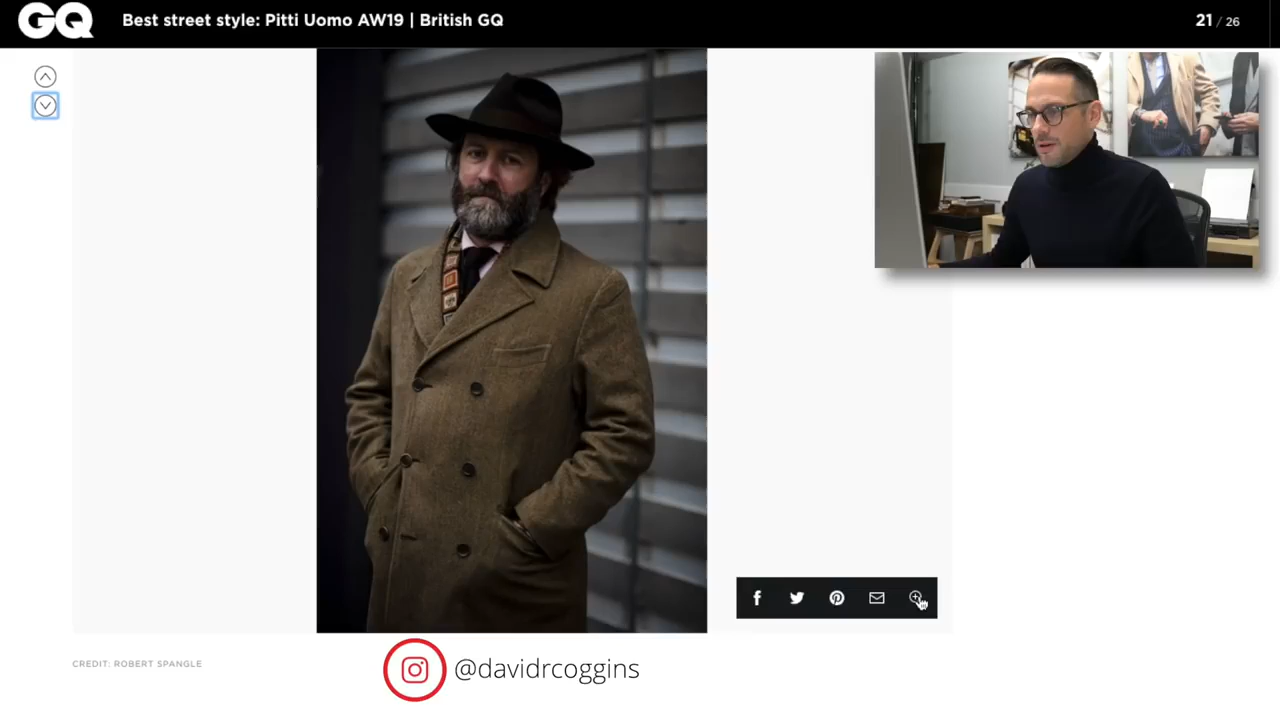 GQ
Best street style: Pitti Uomo AW19 | British GQ
21 / 26
CREDIT: ROBERT SPANGLE
@davidrcoggins